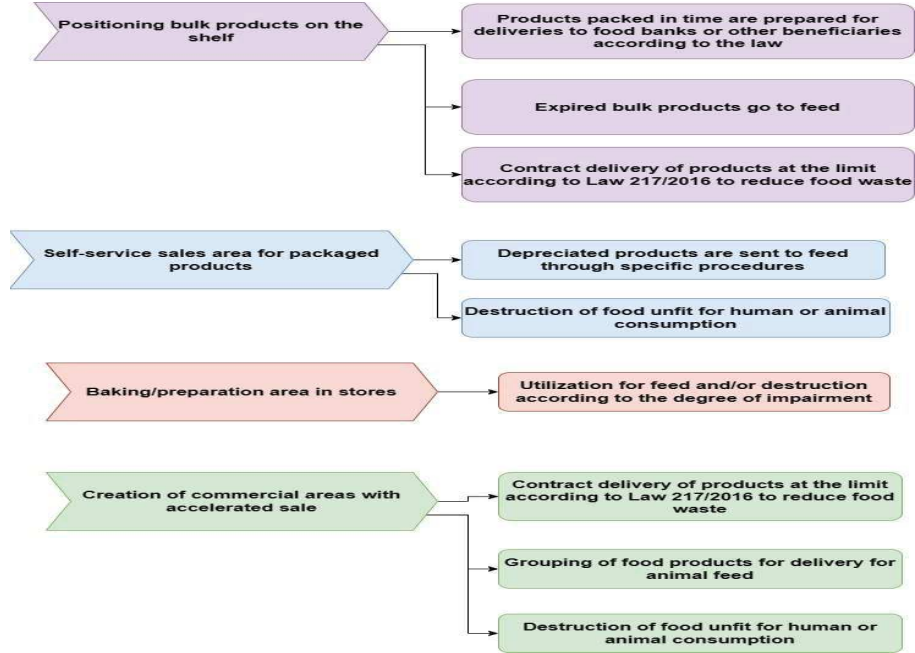 Positioning bulk products on the
shelf
Products packed in time are prepared for
deliveries to food banks or other beneficiaries
according to the law
Expired bulk products go to feed
Contract delivery of products at the limit
according to Law 217/2016 to reduce food waste
Self-service sales area for packaged
products
Depreciated products are sent to feed
through specific procedures
Destruction of food unfit for human or animal
consumption
Baking/preparation area in stores
Utilization for feed and/or destruction
according to the degree of impairment
Creation of commercial areas with
accelerated sale
Contract delivery of products at the limit
according to Law 217/2016 to reduce food
waste
Grouping of food products for delivery for
animal feed
Destruction of food unfit for human or
animal consumption